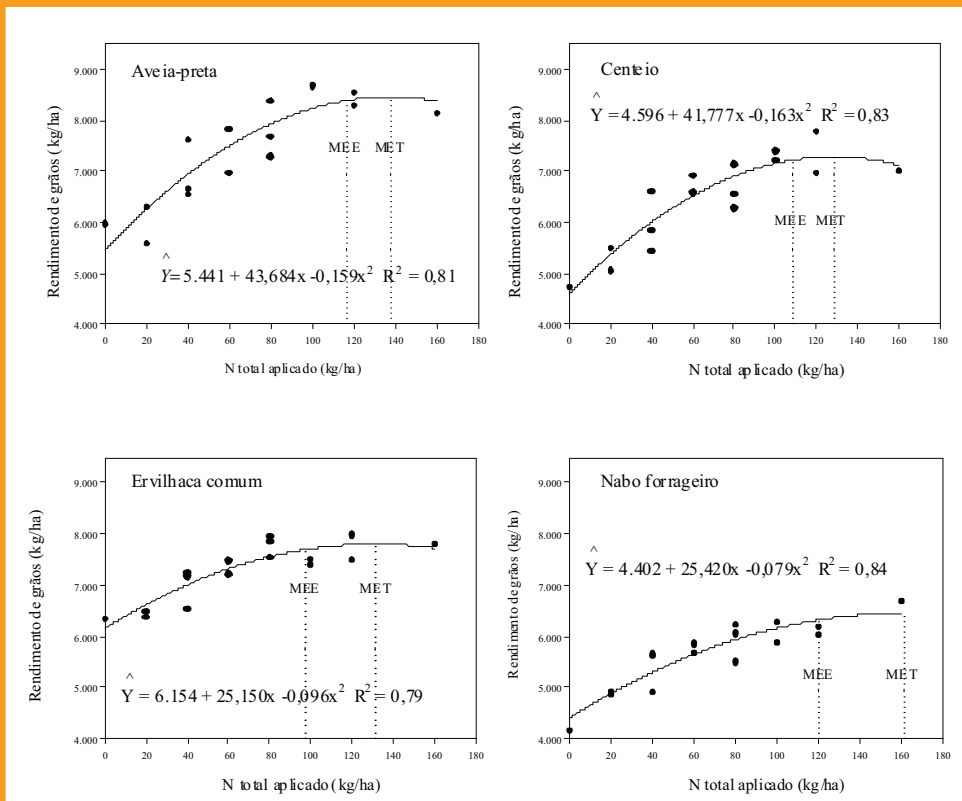 Aveia-preta
Rendimento de grãos (kg/ha)
9.000
8.000
7.000
6.000
5.000
4.000
MEE MET
^
Y=5.441 + 43,684x -0,159x² R² = 0,81
0 20 40 60 80 100 120 140 160 180
N total aplicado (kg/ha)
Centeio
Rendimento de grãos (kg/ha)
9.000
8.000
7.000
6.000
5.000
4.000
^
Y = 4.596 + 41,777x -0,163x² R² = 0,83
MEE MET
0 20 40 60 80 100 120 140 160 180
N total aplicado (kg/ha)
Ervilhaca comum
Rendimento de grãos (kg/ha)
9.000
8.000
7.000
6.000
5.000
4.000
MEE MET
^
Y = 6.154 + 25,150x -0,096x² R² = 0,79
0 20 40 60 80 100 120 140 160 180
N total aplicado (kg/ha)
Nabo forrageiro
Rendimento de grãos (kg/ha)
9.000
8.000
7.000
6.000
5.000
4.000
^
Y = 4.402 + 25,420x -0,079x² R² = 0,84
MEE MET
0 20 40 60 80 100 120 140 160 180
N total aplicado (kg/ha)